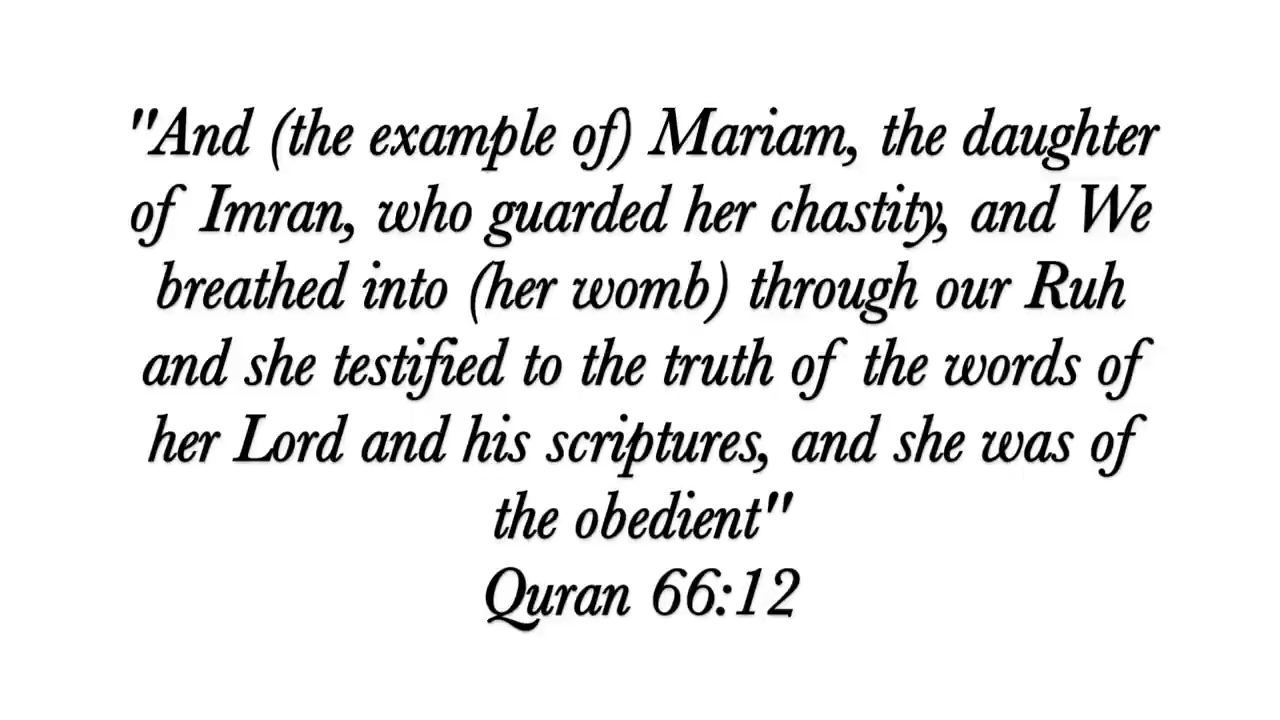 "And (the example of) Mariam, the daughter
of Imran, who guarded her chastity, and We
breathed into (her womb) through our Ruh
and she testified to the truth of the words of
her Lord and his scriptures, and she was of
the obedient"
Quran 66:12